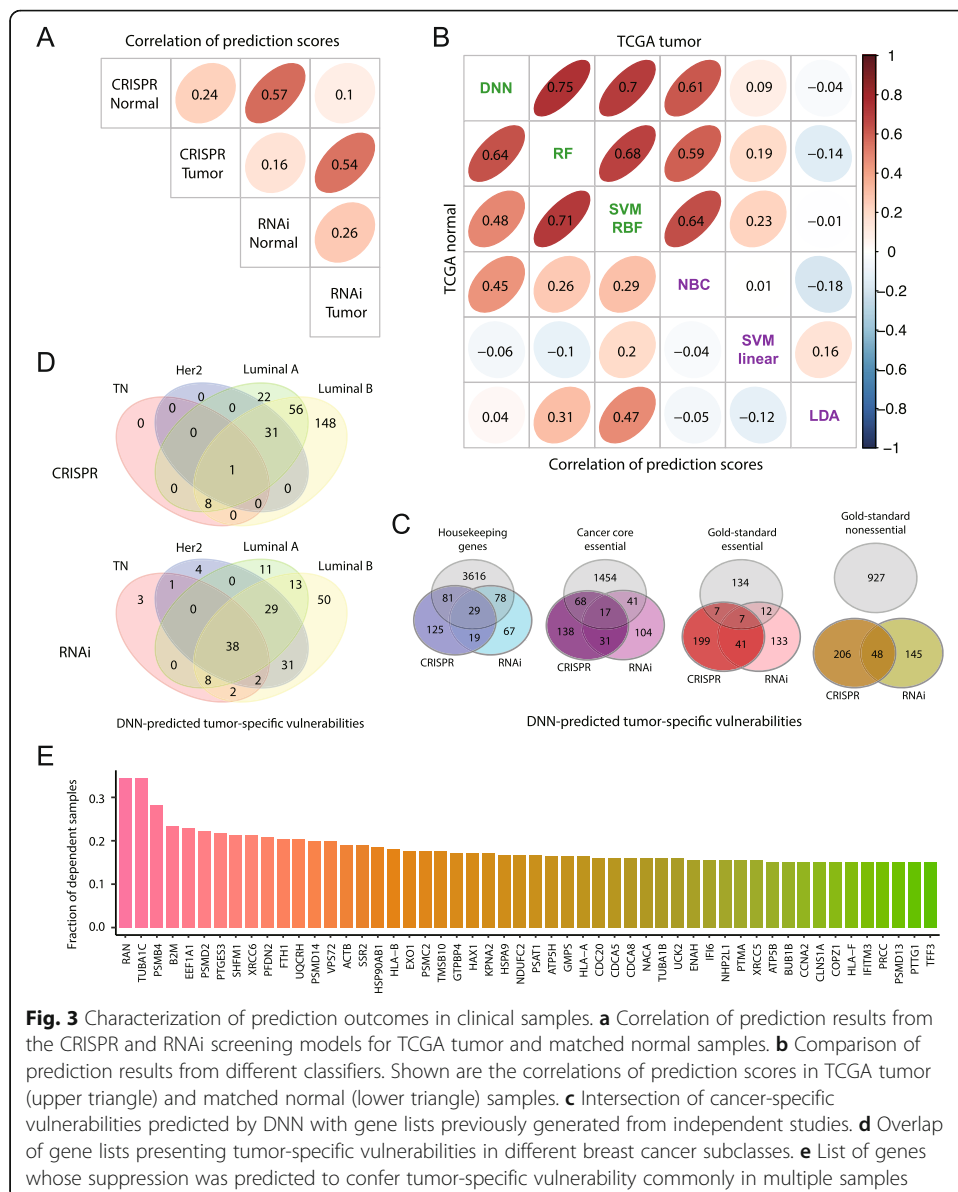 A
Correlation of prediction scores
CRISPR Normal 0.24 0.57 0.1
CRISPR Tumor 0.16 0.54
RNAi Normal 0.26
RNAi Tumor
B
TCGA tumor
TCGA normal
DNN 0.75 0.7 0.61 0.09 −0.04
0.64 RF 0.68 0.59 0.19 −0.14
0.48 0.71 SVM RBF 0.64 0.23 −0.01
0.45 0.26 0.29 NBC 0.01 −0.18
−0.06 −0.1 0.2 −0.04 SVM linear 0.16
0.04 0.31 0.47 −0.05 −0.12 LDA
Correlation of prediction scores
1
0.8
0.6
0.4
0.2
0
−0.2
−0.4
−0.6
−0.8
−1
D
TN Her2 Luminal A Luminal B
0 0 0 0 22 56 148
0 31
1
0 8 0 0 0
CRISPR
TN Her2 Luminal A Luminal B
3 1 4 0 11 13 50
0 29
38
0 8 2 2 31
RNAi
DNN-predicted tumor-specific vulnerabilities
C
Housekeeping genes
3616
81 29 78
125 19 67
CRISPR RNAi
Cancer core essential
1454
68 17 41
138 31 104
CRISPR RNAi
Gold-standard essential
134
7 7 12
199 41 133
CRISPR RNAi
Gold-standard nonessential
927
206 48 145
CRISPR RNAi
DNN-predicted tumor-specific vulnerabilities
E
Fraction of dependent samples
0.3
0.2
0.1
0.0
RAN
TUBA1C
PSMB4
B2M
EEF1A1
PSMD2
PTGES3
SHFM1
XRCC6
PFDN2
FTH1
UQCRH
PSMD14
VPS72
ACTB
SSR2
HSP90AB1
HLA−B
EXO1
PSMC2
TMSB10
GTPBP4
HAX1
KPNA2
HSPA9
NDUFC2
PSAT1
ATP5H
GMPS
HLA−A
CDC20
CDCA5
CDCA8
NACA
TUBA1B
UCK2
ENAH
IFI6
NHP2L1
PTMA
XRCC5
ATP5B
BUB1B
CCNA2
CLNS1A
COPZ1
HLA−F
IFITM3
PRCC
PSMD13
PTTG1
TFF3
Fig. 3 Characterization of prediction outcomes in clinical samples. a Correlation of prediction results from
the CRISPR and RNAi screening models for TCGA tumor and matched normal samples. b Comparison of
prediction results from different classifiers. Shown are the correlations of prediction scores in TCGA tumor
(upper triangle) and matched normal (lower triangle) samples. c Intersection of cancer-specific
vulnerabilities predicted by DNN with gene lists previously generated from independent studies. d Overlap
of gene lists presenting tumor-specific vulnerabilities in different breast cancer subclasses. e List of genes
whose suppression was predicted to confer tumor-specific vulnerability commonly in multiple samples